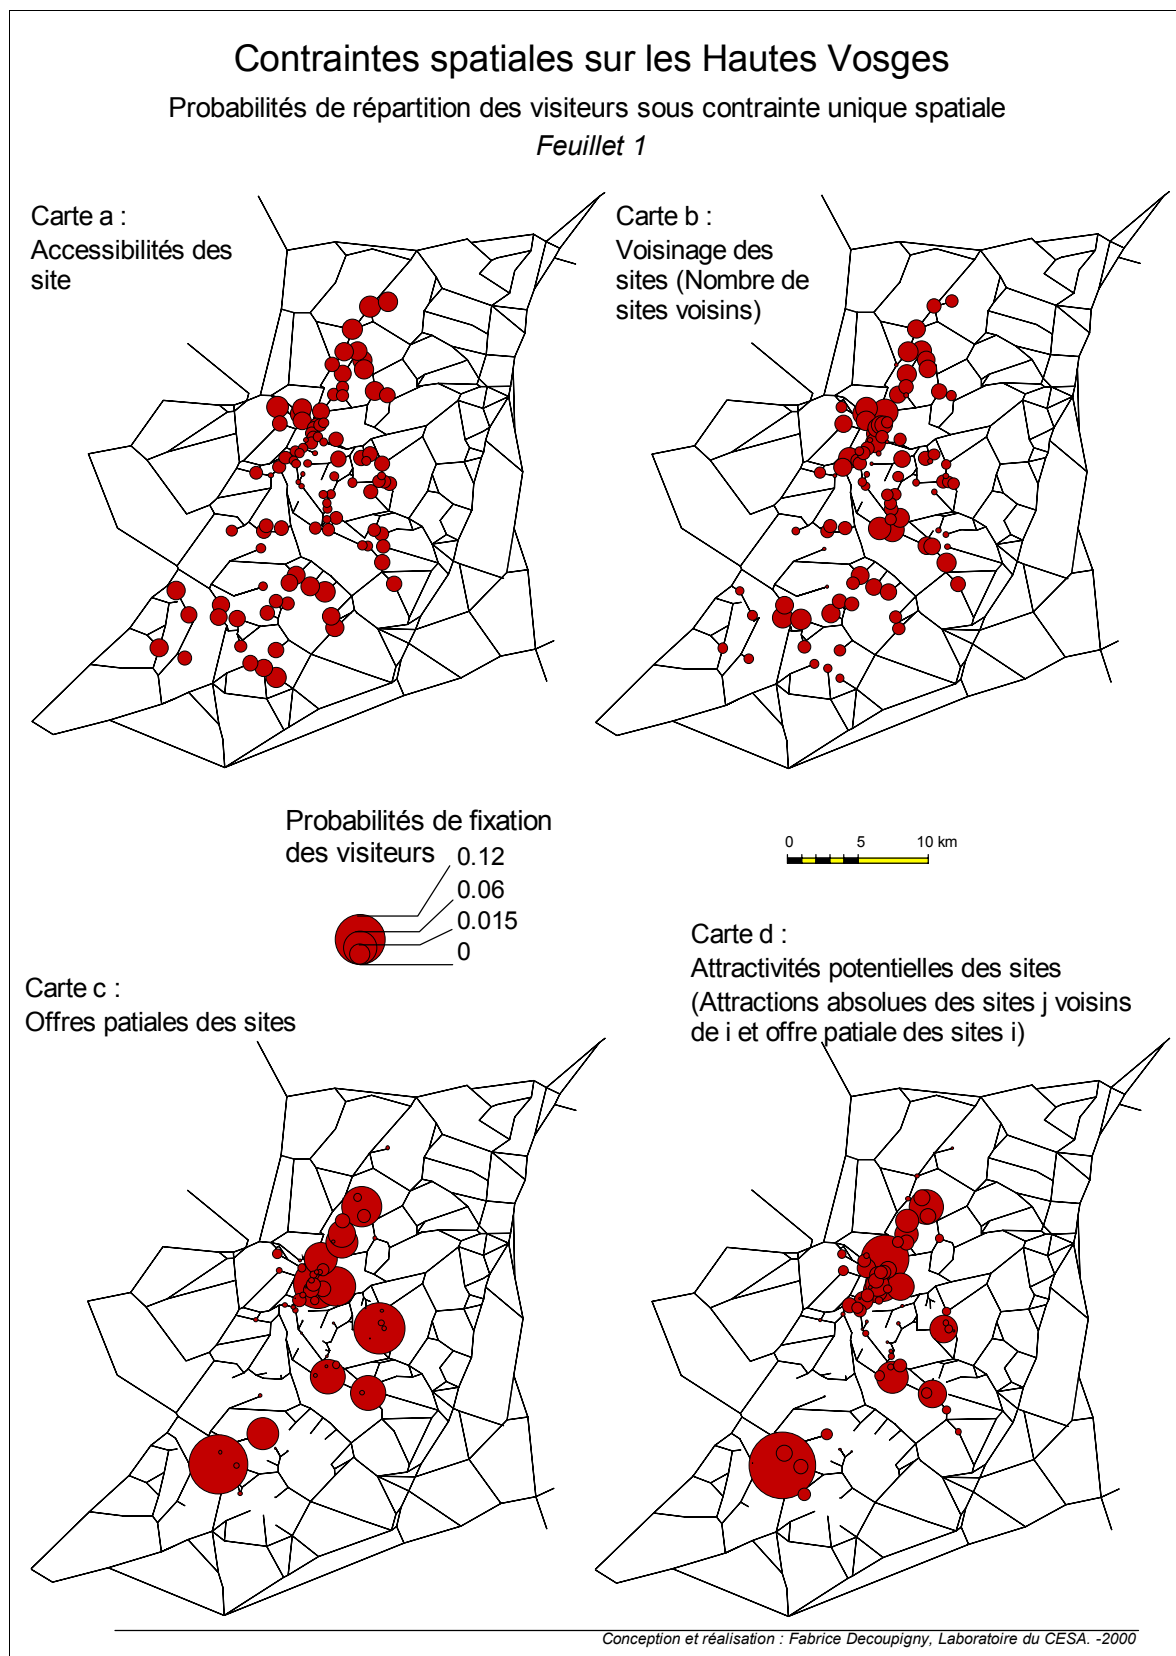 Contraintes spatiales sur les Hautes Vosges
Probabilités de répartition des visiteurs sous contrainte unique spatiale
Feuillet 1
Carte a :
Accessibilités des
site
Carte b :
Voisinage des
sites (Nombre de
sites voisins)
Probabilités de fixation
des visiteurs
0.12
0.06
0.015
0
0 5 10 km
Carte c :
Offres patiales des sites
Carte d :
Attractivités potentielles des sites
(Attractions absolues des sites j voisins
de i et offre patiale des sites i)
Conception et réalisation : Fabrice Decoupigny, Laboratoire du CESA. -2000